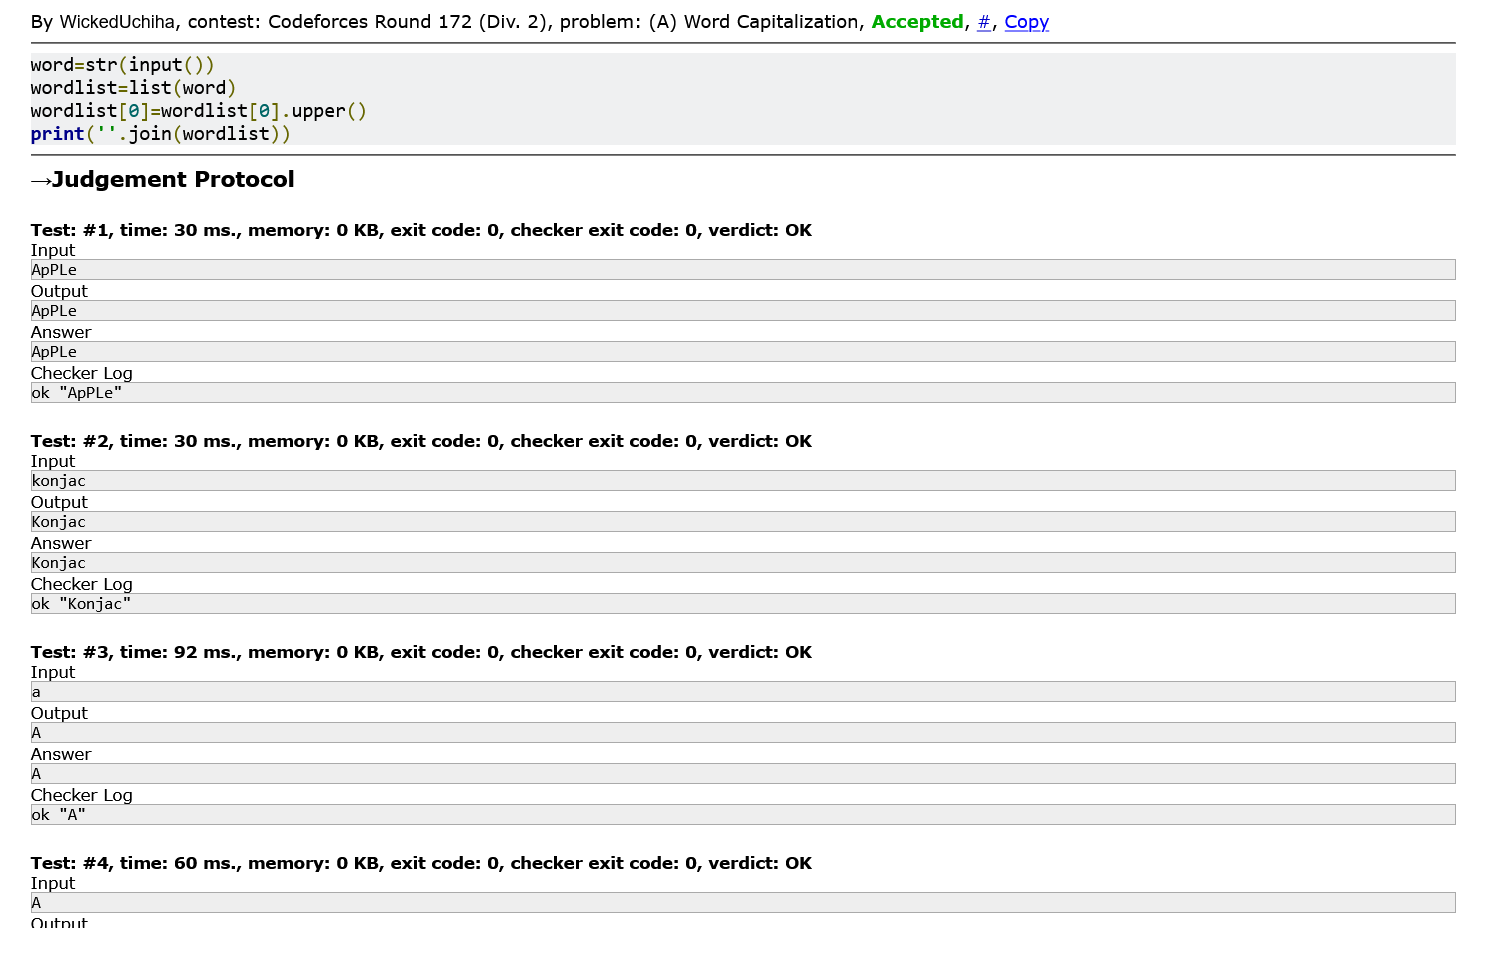 By WickedUchiha, contest: Codeforces Round 172 (Div. 2), problem: (A) Word Capitalization, Accepted, #, Copy
word=str(input())
wordlist=list(word)
wordlist[0]=wordlist[0].upper()
print(''.join(wordlist))
→Judgement Protocol
Test: #1, time: 30 ms., memory: 0 KB, exit code: 0, checker exit code: 0, verdict: OK
Input
ApPLe
Output
ApPLe
Answer
ApPLe
Checker Log
ok "ApPLe"
Test: #2, time: 30 ms., memory: 0 KB, exit code: 0, checker exit code: 0, verdict: OK
Input
konjac
Output
Konjac
Answer
Konjac
Checker Log
ok "Konjac"
Test: #3, time: 92 ms., memory: 0 KB, exit code: 0, checker exit code: 0, verdict: OK
Input
a
Output
A
Answer
A
Checker Log
ok "A"
Test: #4, time: 60 ms., memory: 0 KB, exit code: 0, checker exit code: 0, verdict: OK
Input
A
Output